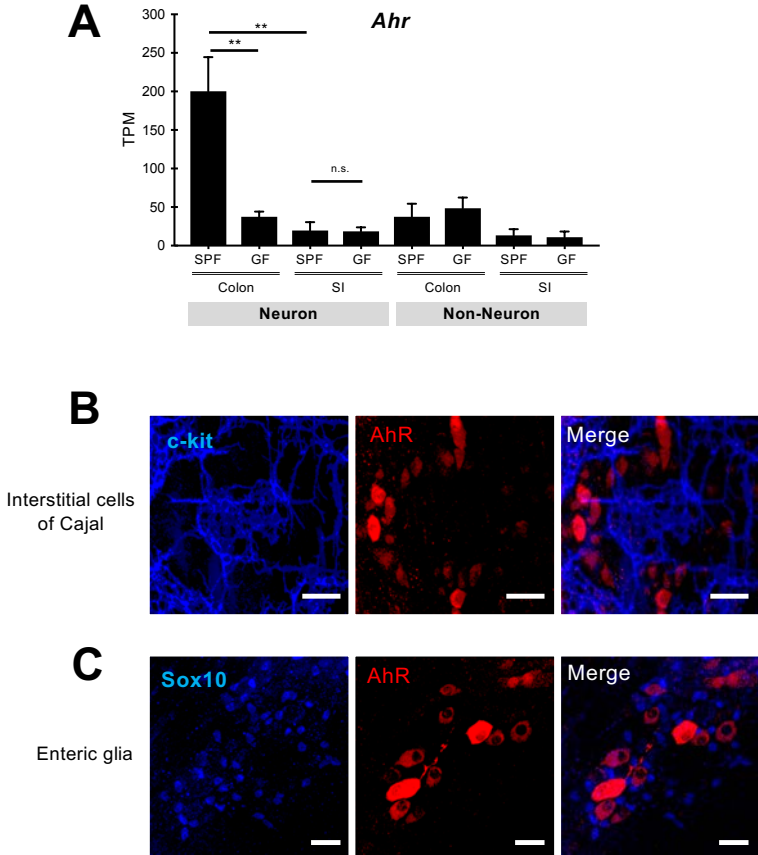 A
Ahr
300
**
250
**
200
TPM
150
n.s.
100
50
0
SPF GF SPF GF SPF GF SPF GF
Colon SI Colon SI
Neuron Non-Neuron
B
c-kit AhR Merge
Interstitial cells
of Cajal
C
Sox10 AhR Merge
Enteric glia